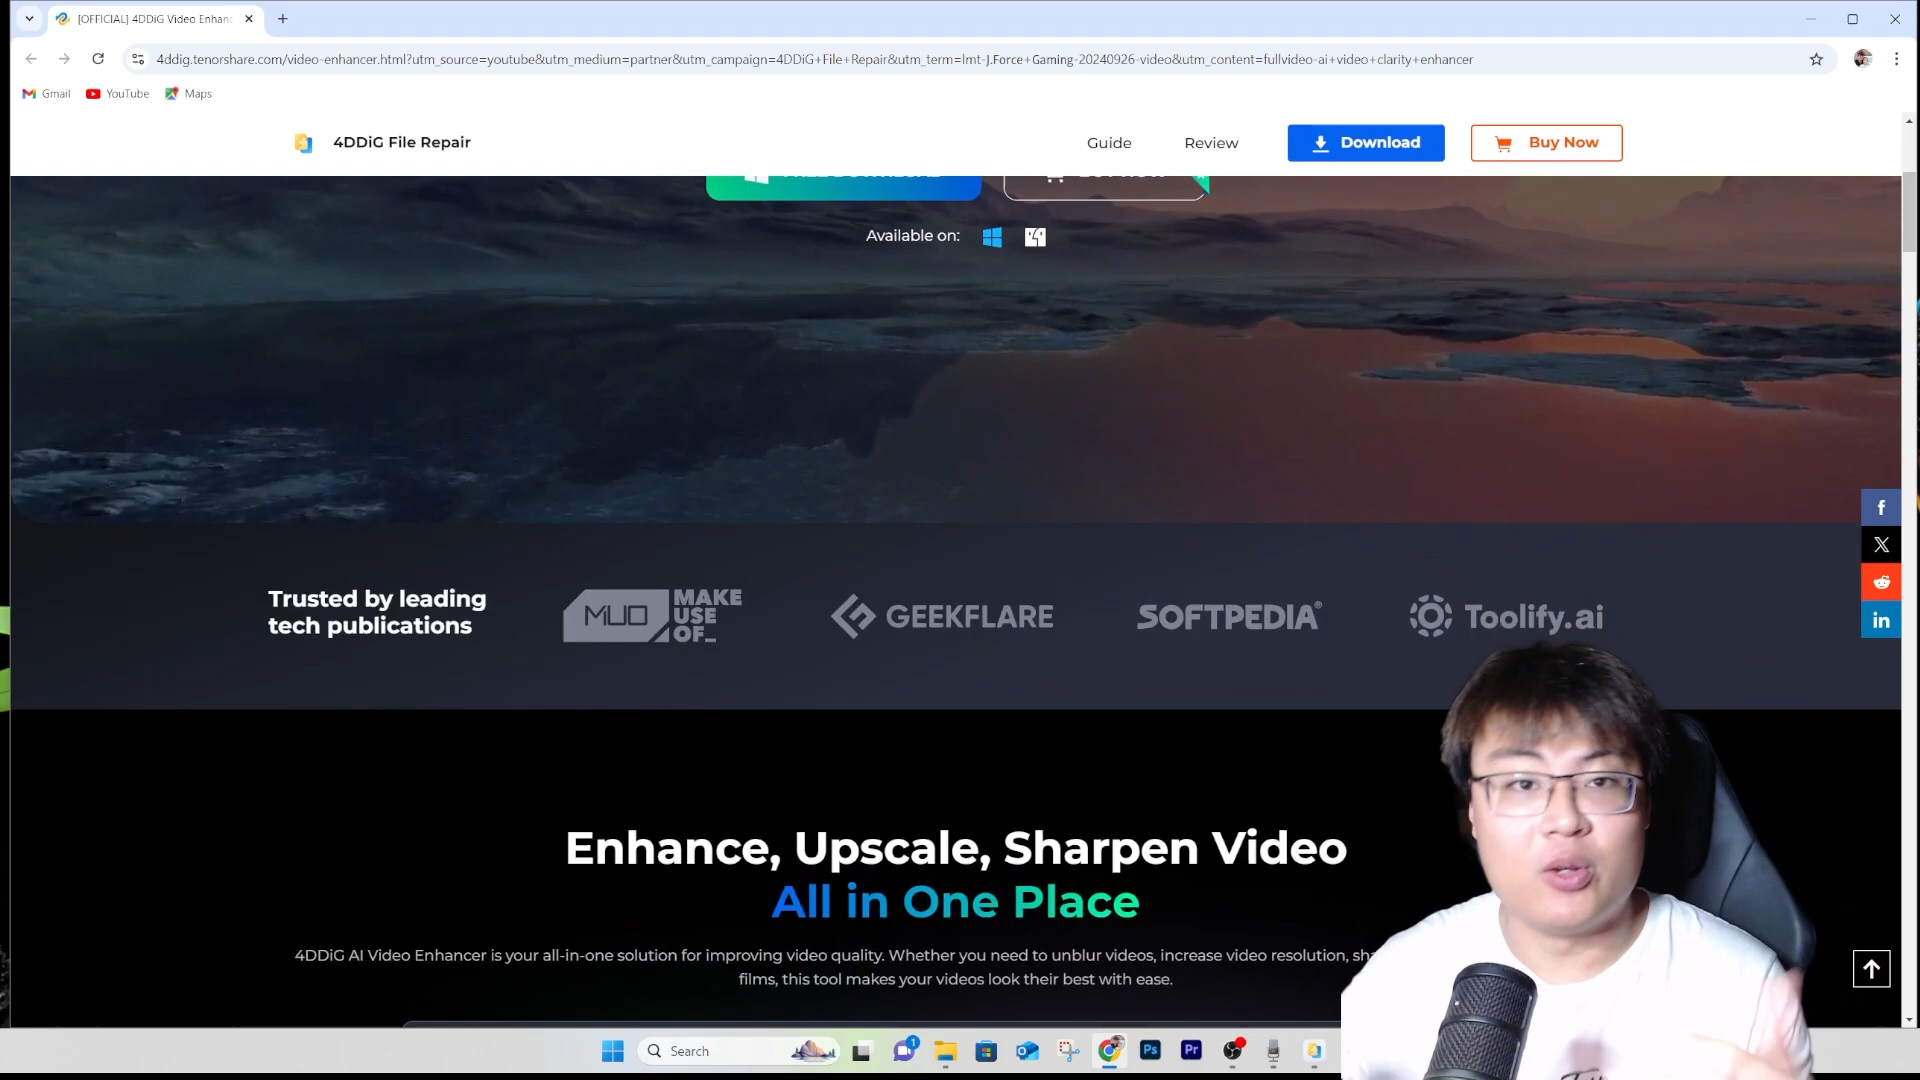 [OFFICIAL] 4DDiG Video Enhanc
4ddig.tenorshare.com/video-enhancer.html?utm_source=youtube&utm_medium=partner&utm_campaign=4DDiG+File+Repair&utm_term=lmt-J.Force+Gaming-20240926-video&utm_content=fullvideo-ai+video+clarity+enhancer
Gmail YouTube Maps
4DDiG File Repair Guide Review Download Buy Now
Available on:
Trusted by leading
tech publications
MUO MAKE
USE
OF_
GEEKFLARE
SOFTPEDIA®
Toolify.ai
f
X
in
Enhance, Upscale, Sharpen Video
All in One Place
4DDiG AI Video Enhancer is your all-in-one solution for improving video quality. Whether you need to unblur videos, increase video resolution,
films, this tool makes your videos look their best with ease.
Search 1 Ps Pr